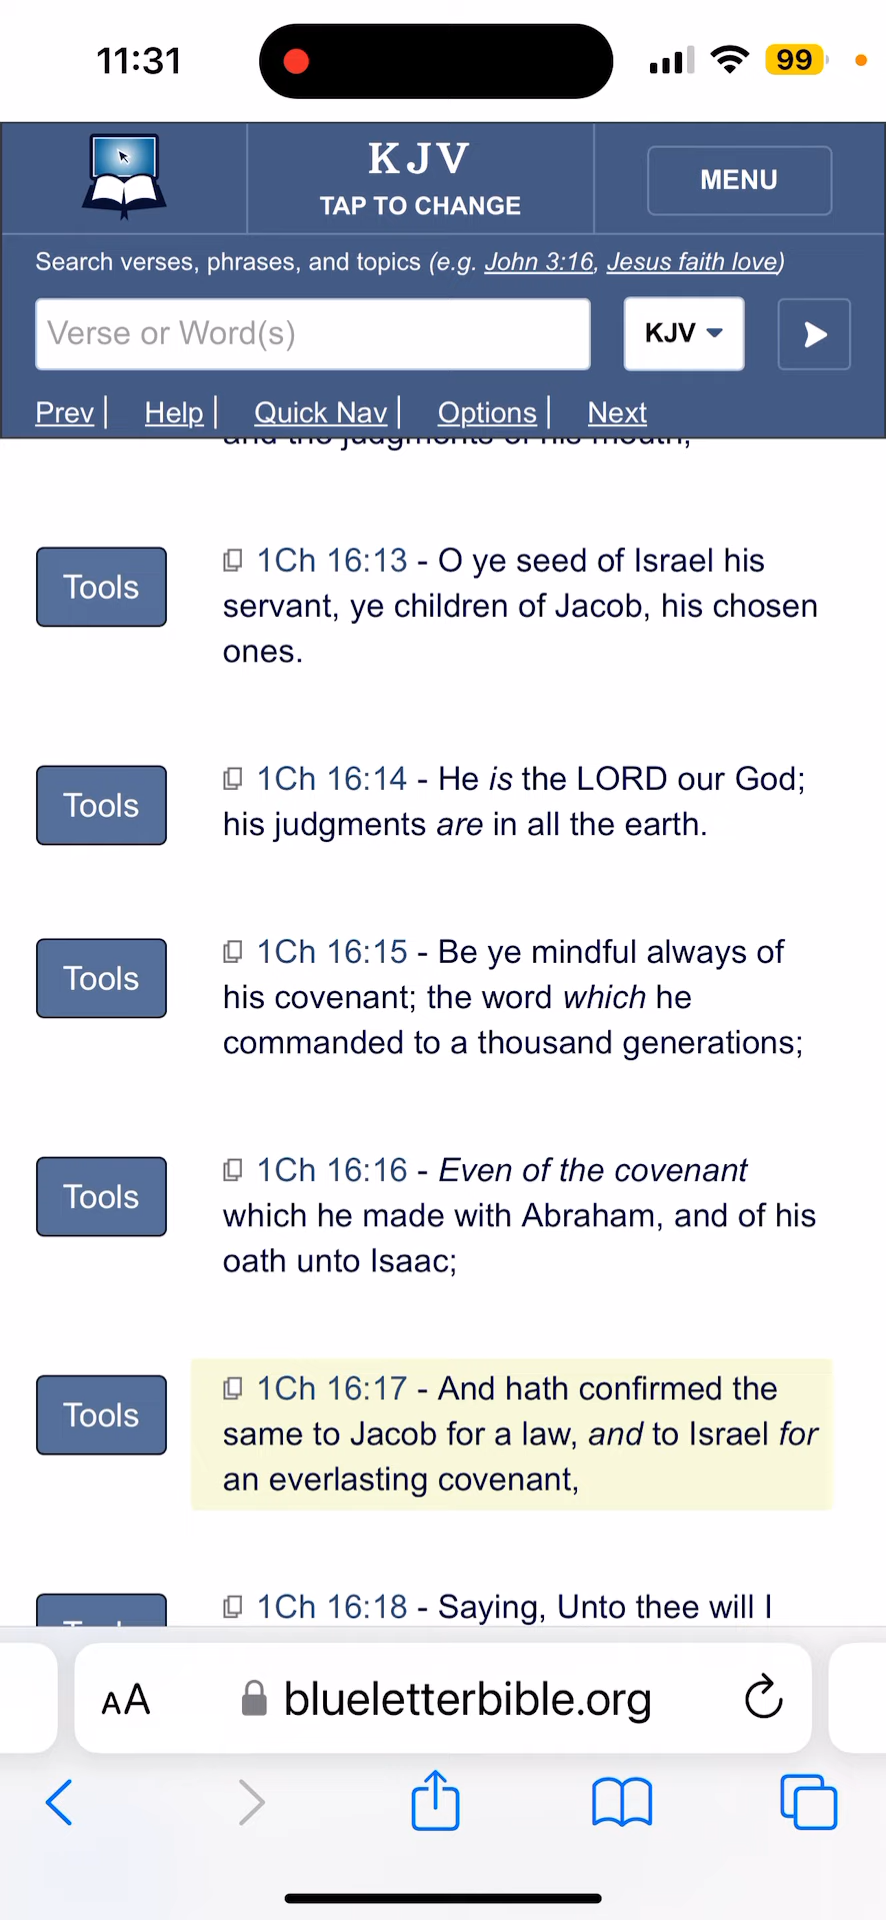 11:31
99
KJV
TAP TO CHANGE
MENU
Search verses, phrases, and topics (e.g. John 3:16, Jesus faith love)
Verse or Word(s)
KJV
Prev | Help | Quick Nav | Options | Next
and the judgments of his mouth;
Tools
1Ch 16:13 - O ye seed of Israel his
servant, ye children of Jacob, his chosen
ones.
Tools
1Ch 16:14 - He is the LORD our God;
his judgments are in all the earth.
Tools
1Ch 16:15 - Be ye mindful always of
his covenant; the word which he
commanded to a thousand generations;
Tools
1Ch 16:16 - Even of the covenant
which he made with Abraham, and of his
oath unto Isaac;
Tools
1Ch 16:17 - And hath confirmed the
same to Jacob for a law, and to Israel for
an everlasting covenant,
1Ch 16:18 - Saying, Unto thee will I
AA
blueletterbible.org